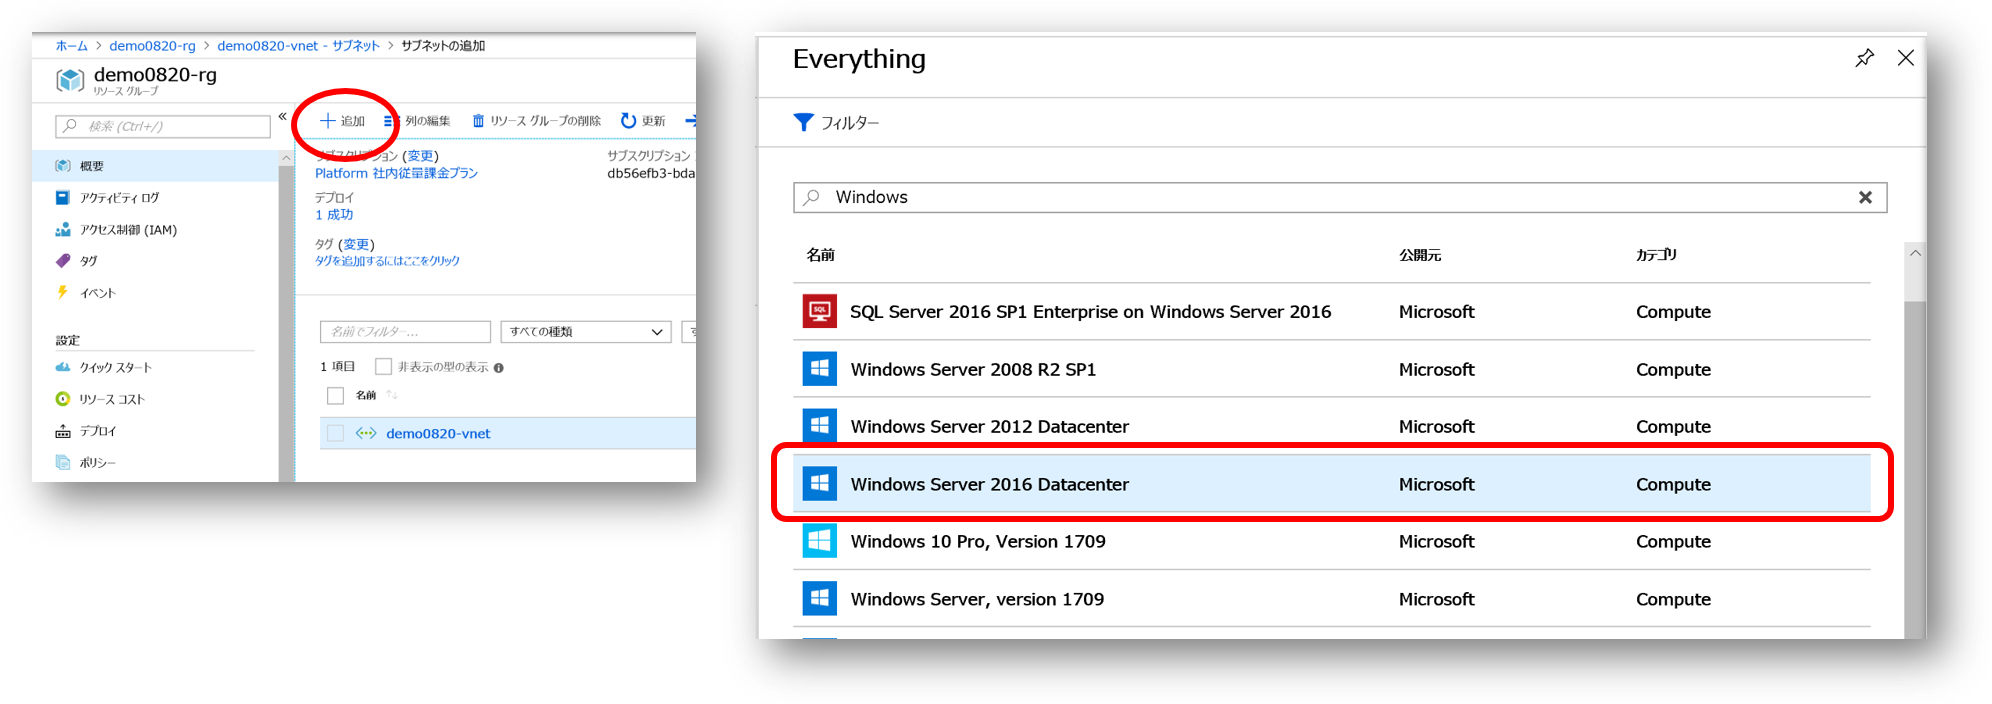 ホーム > demo0820-rg > demo0820-vnet - サブネット > サブネットの追加
demo0820-rg
リソース グループ
検索 (Ctrl+/)
概要
アクティビティ ログ
アクセス制御 (IAM)
タグ
イベント
設定
クイック スタート
リソース コスト
デプロイ
ポリシー
追加 列の編集 リソース グループの削除 更新
サブスクリプション (変更) サブスクリプション
Platform 社内従量課金プラン db56efb3-bda
デプロイ
1 成功
タグ (変更)
タグを追加するにはここをクリック
名前でフィルター... すべての種類
1 項目 非表示の型の表示
名前
demo0820-vnet
Everything
フィルター
Windows
名前 公開元 カテゴリ
SQL Server 2016 SP1 Enterprise on Windows Server 2016 Microsoft Compute
Windows Server 2008 R2 SP1 Microsoft Compute
Windows Server 2012 Datacenter Microsoft Compute
Windows Server 2016 Datacenter Microsoft Compute
Windows 10 Pro, Version 1709 Microsoft Compute
Windows Server, version 1709 Microsoft Compute